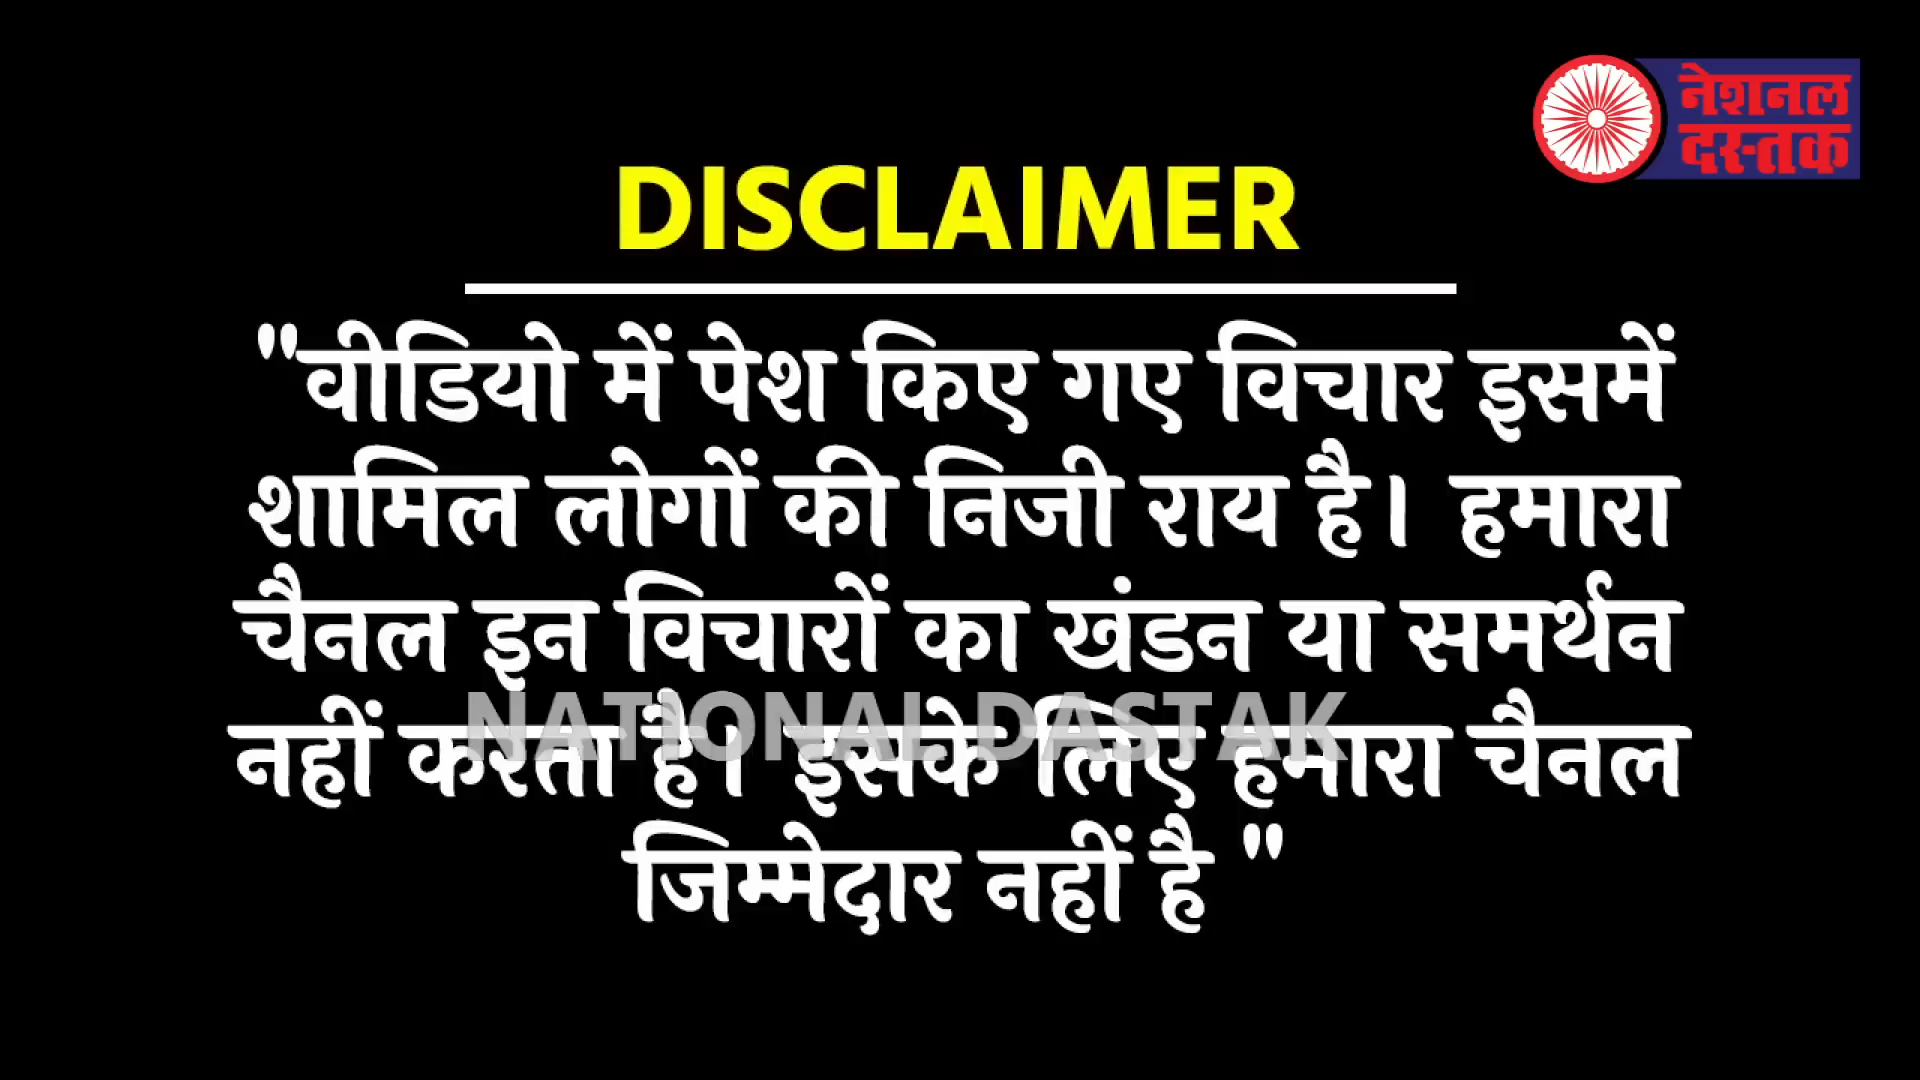 नेशनल
दस्तक
DISCLAIMER
"वीडियो में पेश किए गए विचार इसमें
शामिल लोगों की निजी राय है। हमारा
चैनल इन विचारों का खंडन या समर्थन
नहीं करता है। इसके लिए हमारा चैनल
NATIONAL DASTAK
जिम्मेदार नहीं है "